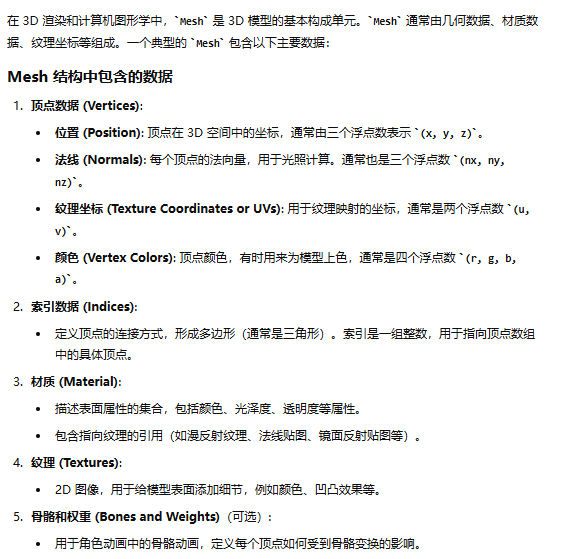 在 3D 渲染和计算机图形学中，`Mesh` 是 3D 模型的基本构成单元。`Mesh` 通常由几何数据、材质数
据、纹理坐标等组成。一个典型的 `Mesh` 包含以下主要数据：
Mesh 结构中包含的数据
1. 顶点数据 (Vertices):
• 位置 (Position): 顶点在 3D 空间中的坐标，通常由三个浮点数表示 `(x, y, z)`。
• 法线 (Normals): 每个顶点的法向量，用于光照计算。通常也是三个浮点数 `(nx, ny,
nz)`。
• 纹理坐标 (Texture Coordinates or UVs): 用于纹理映射的坐标，通常是两个浮点数 `(u,
v)`。
• 颜色 (Vertex Colors): 顶点颜色，有时用来为模型上色，通常是四个浮点数 `(r, g, b,
a)`。
2. 索引数据 (Indices):
• 定义顶点的连接方式，形成多边形（通常是三角形）。索引是一组整数，用于指向顶点数组
中的具体顶点。
3. 材质 (Material):
• 描述表面属性的集合，包括颜色、光泽度、透明度等属性。
• 包含指向纹理的引用（如漫反射纹理、法线贴图、镜面反射贴图等）。
4. 纹理 (Textures):
• 2D 图像，用于给模型表面添加细节，例如颜色、凹凸效果等。
5. 骨骼和权重 (Bones and Weights)（可选）:
• 用于角色动画中的骨骼动画，定义每个顶点如何受到骨骼变换的影响。